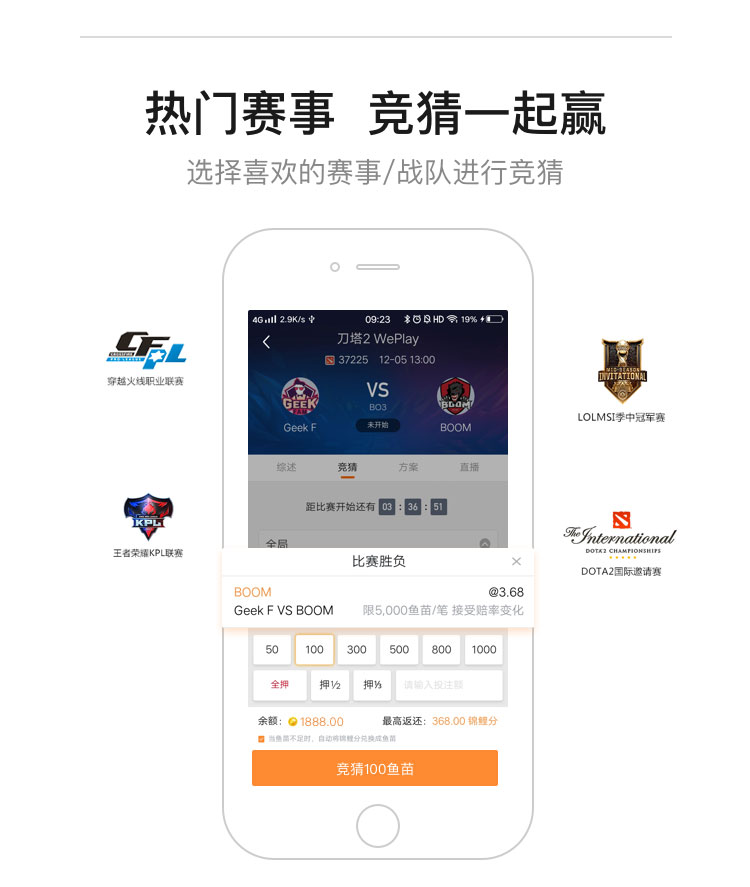 热门赛事 竞猜一起赢
选择喜欢的赛事/战队进行竞猜
4G 2.9K/s 09:23 HD 19%
刀塔2 WePlay
37225 12-05 13:00
GEEK FAM VS BOOM
BO3
Geek F 未开始 BOOM
综述 竞猜 方案 直播
距比赛开始还有 03 : 36 : 51
全局
比赛胜负 ×
BOOM @3.68
Geek F VS BOOM 限5,000鱼苗/笔 接受赔率变化
50 100 300 500 800 1000
全押 押½ 押⅓ 请输入投注额
余额: 1888.00 最高返还: 368.00 锦鲤分
当鱼苗不足时,自动将锦鲤分兑换成鱼苗
竞猜100鱼苗
CFPL
穿越火线职业联赛
KPL
王者荣耀KPL联赛
MID-SEASON
INVITATIONAL
LOLMSI季中冠军赛
The International
DOTA2 CHAMPIONSHIPS
DOTA2国际邀请赛